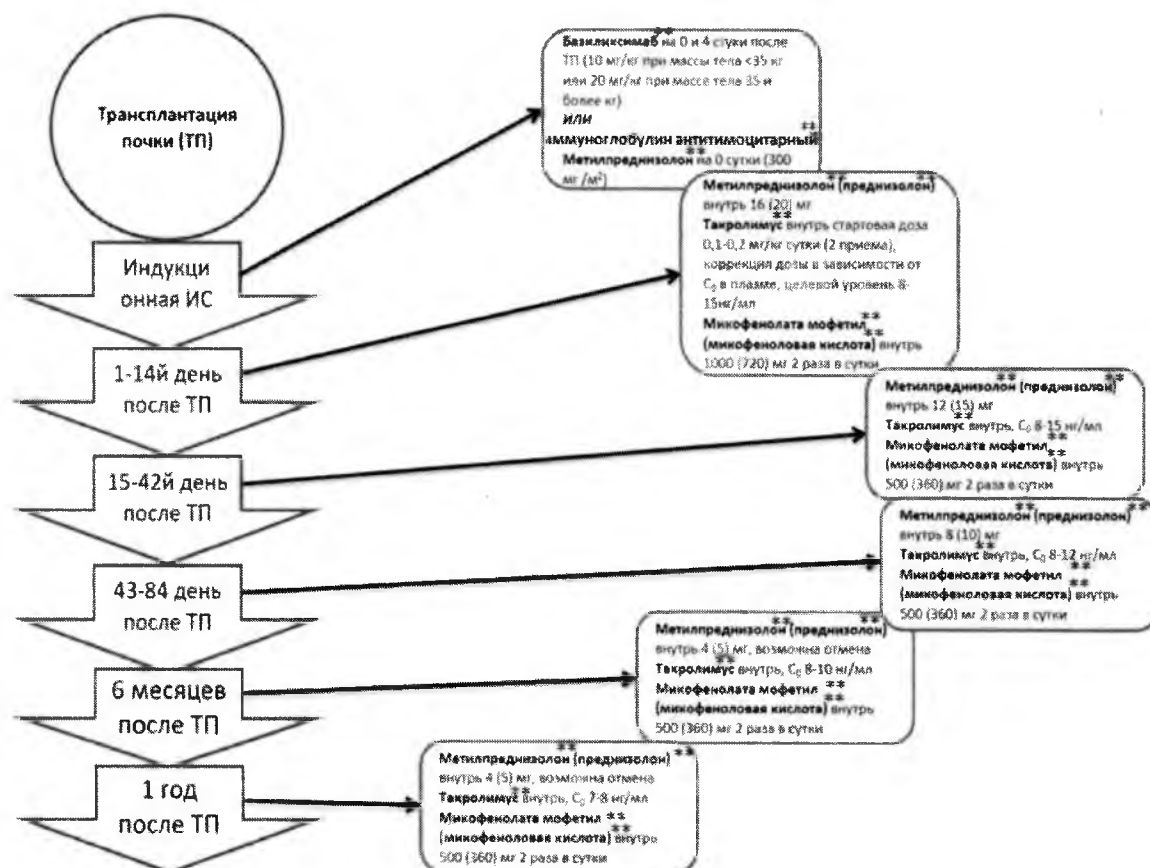 Трансплантация
почки (ТП)
Индукци
онная ИС
1-14й день
после ТП
15-42й день
после ТП
43-84 день
после ТП
6 месяцев
после ТП
1 год
после ТП
Базиликсимаб** на 0 и 4 стуки после
ТП (10 мг/кг при массы тела <35 кг
или 20 мг/кг при массе тела 35 и
более кг)
ИЛИ
иммуноглобулин антитимоцитарный**
Метилпреднизолон** на 0 сутки (300
мг /м²)
Метилпреднизолон** (преднизолон)**
внутрь 16 (20) мг
Такролимус** внутрь стартовая доза
0,1-0,2 мг/кг сутки (2 приема),
коррекция дозы в зависимости от
C₀ в плазме, целевой уровень 8-
15нг/мл
Микофенолата мофетил**
(микофеноловая кислота)** внутрь
1000 (720) мг 2 раза в сутки
Метилпреднизолон** (преднизолон)**
внутрь 12 (15) мг
Такролимус** внутрь, C₀ 8-15 нг/мл
Микофенолата мофетил**
(микофеноловая кислота)** внутрь
500 (360) мг 2 раза в сутки
Метилпреднизолон** (преднизолон)**
внутрь 8 (10) мг
Такролимус** внутрь, C₀ 8-12 нг/мл
Микофенолата мофетил **
(микофеноловая кислота)** внутрь
500 (360) мг 2 раза в сутки
Метилпреднизолон** (преднизолон)**
внутрь 4 (5) мг, возможна отмена
Такролимус** внутрь, C₀ 8-10 нг/мл
Микофенолата мофетил **
(микофеноловая кислота)** внутрь
500 (360) мг 2 раза в сутки
Метилпреднизолон** (преднизолон) **
внутрь 4 (5) мг, возможна отмена
Такролимус** внутрь, C₀ 7-8 нг/мл
Микофенолата мофетил **
(микофеноловая кислота)** внутрь
500 (360) мг 2 раза в сутки